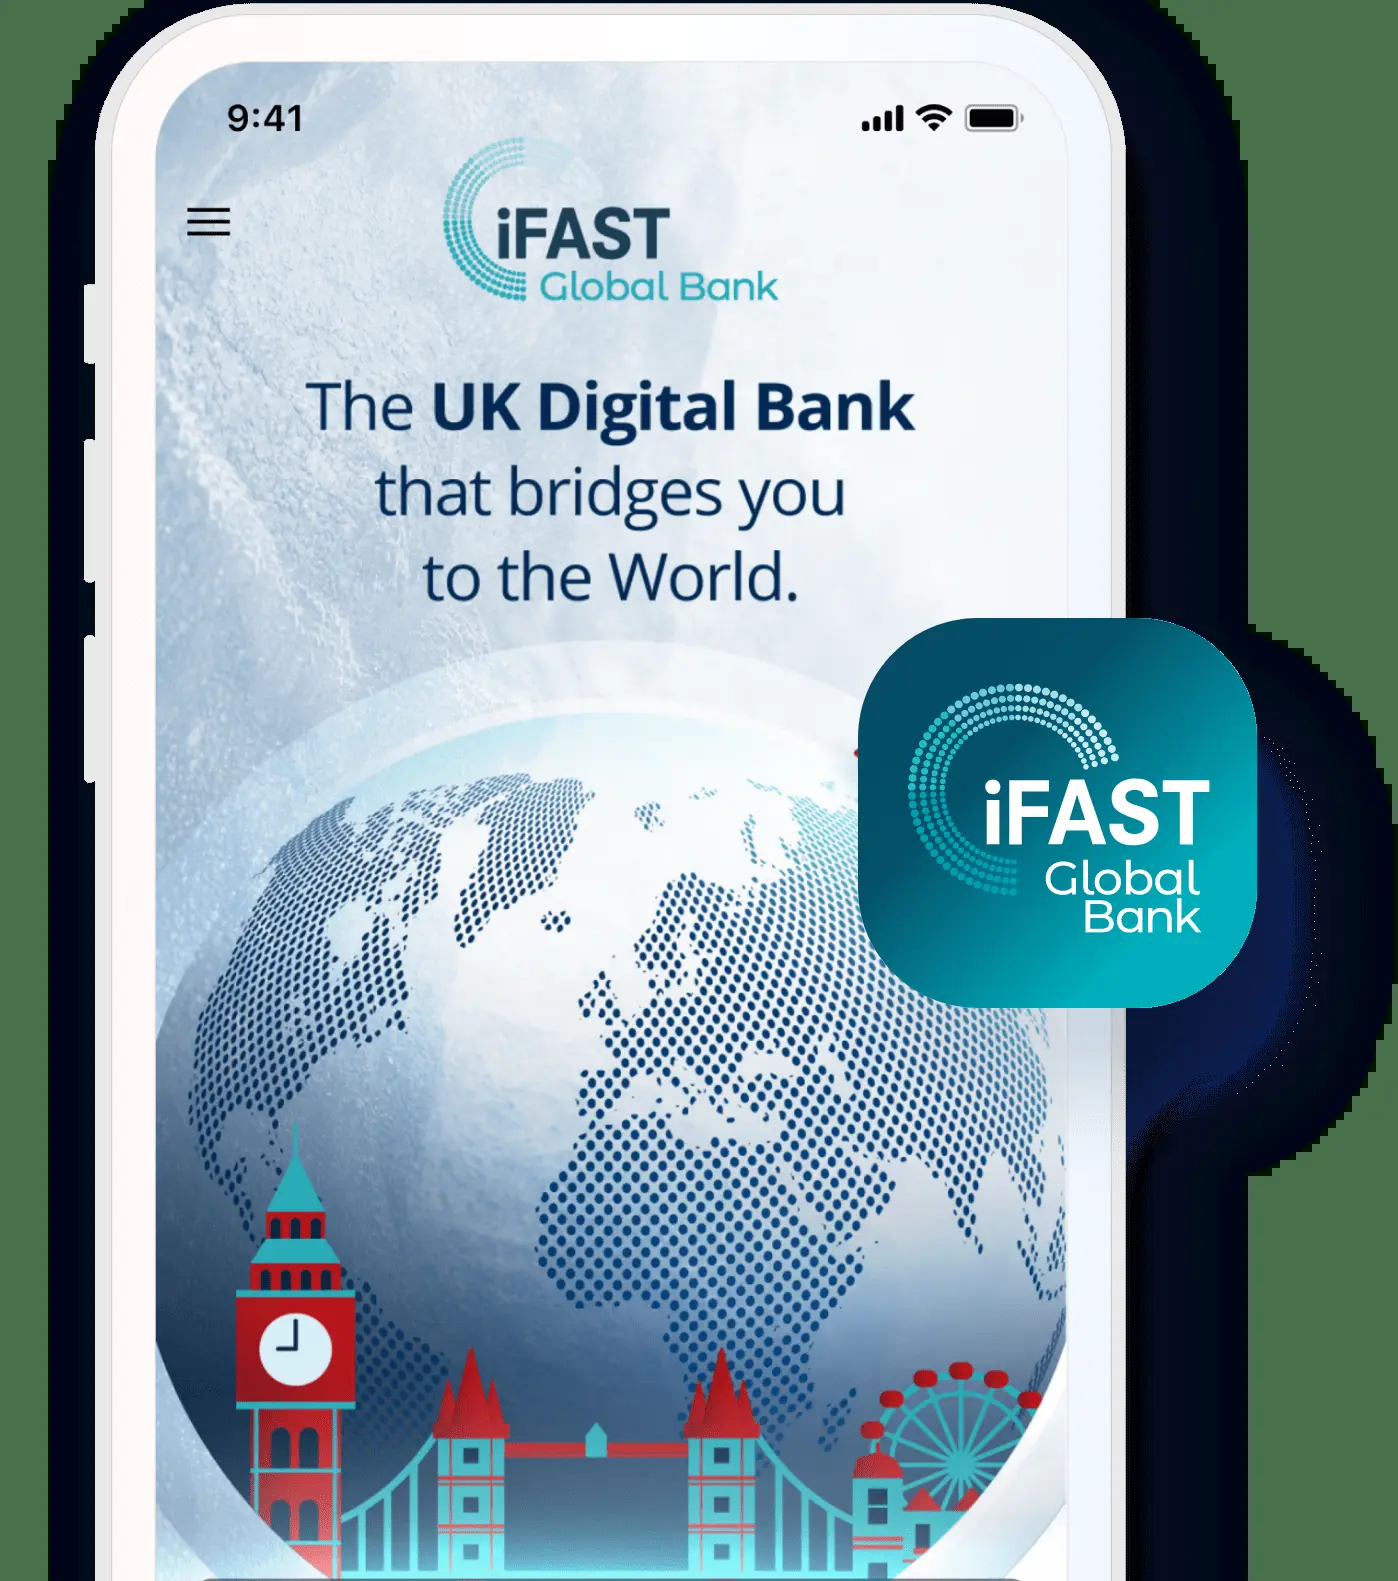 9:41
iFAST
Global Bank
The UK Digital Bank
that bridges you
to the World.
iFAST
Global
Bank